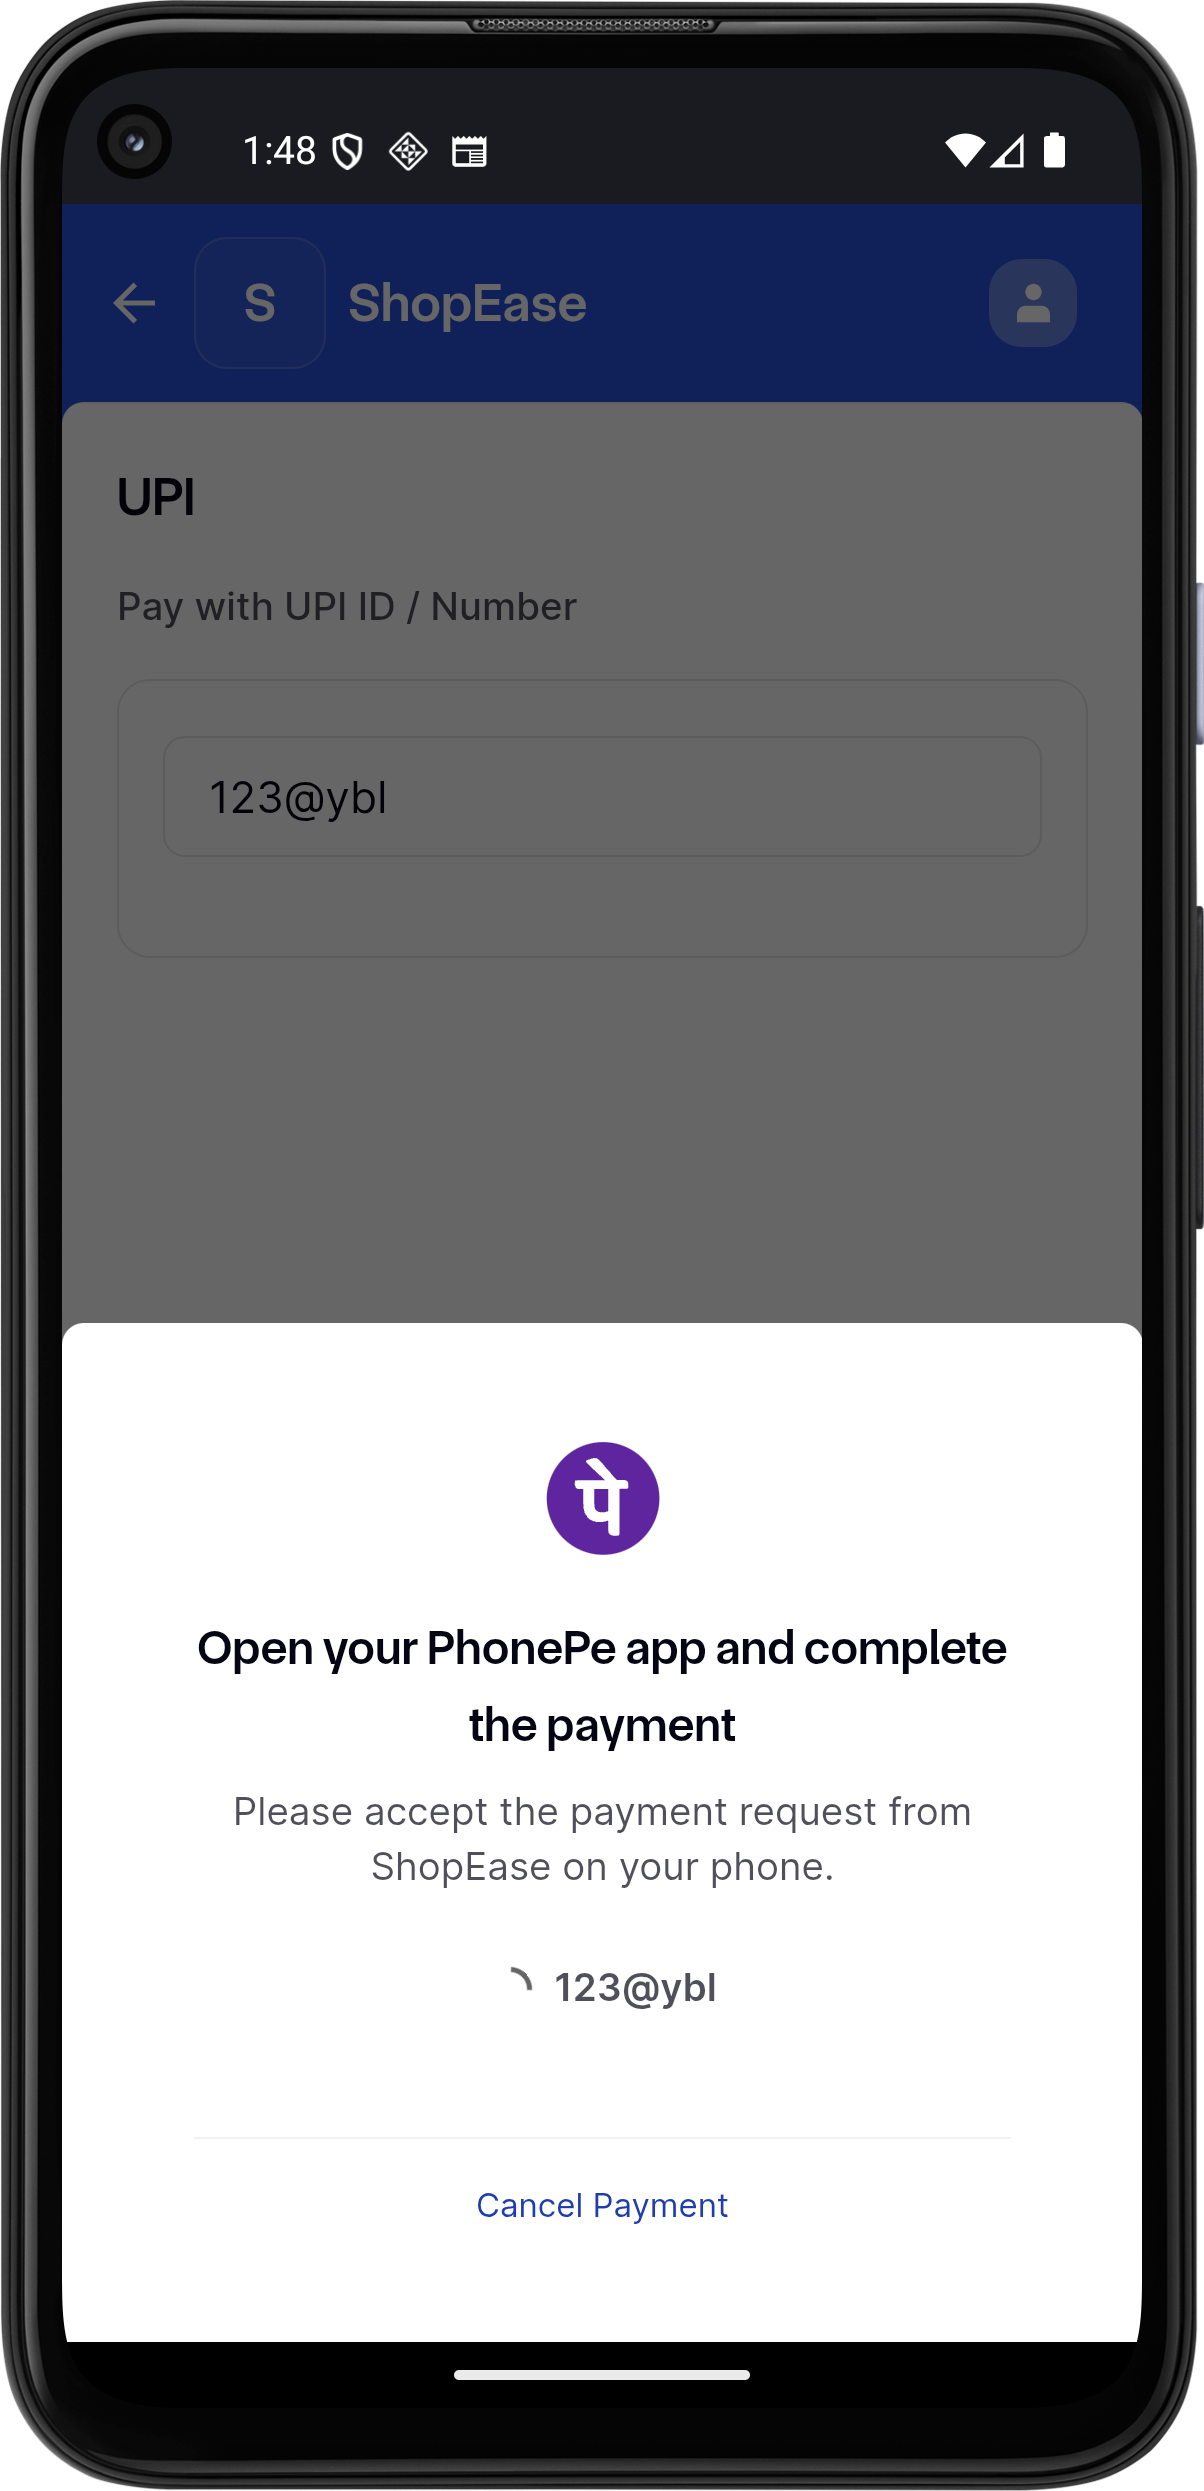 1:48
S ShopEase
UPI
Pay with UPI ID / Number
123@ybl
पे
Open your PhonePe app and complete
the payment
Please accept the payment request from
ShopEase on your phone.
123@ybl
Cancel Payment